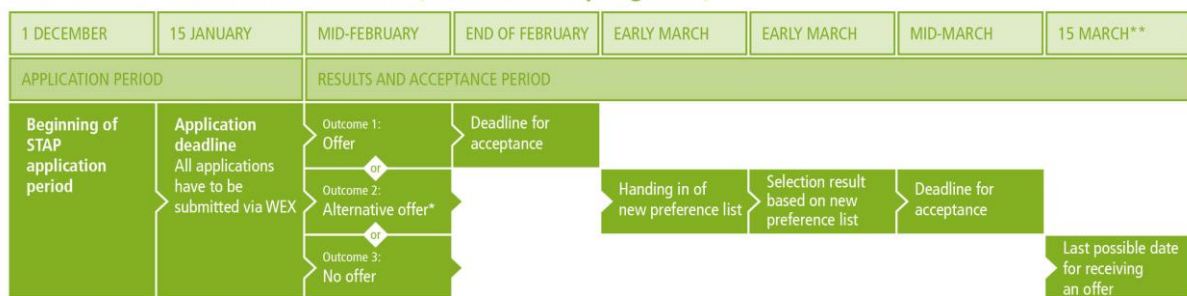 1 DECEMBER
15 JANUARY
MID-FEBRUARY
END OF FEBRUARY
EARLY MARCH
EARLY MARCH
MID-MARCH
15 MARCH**
APPLICATION PERIOD
RESULTS AND ACCEPTANCE PERIOD
Beginning of
STAP
application
period
Application
deadline
All applications
have to be
submitted via WEX
Outcome 1:
Offer
or
Outcome 2:
Alternative offer*
or
Outcome 3:
No offer
Deadline for
acceptance
Handing in of
new preference list
Selection result
based on new
preference list
Deadline for
acceptance
Last possible date
for receiving
an offer